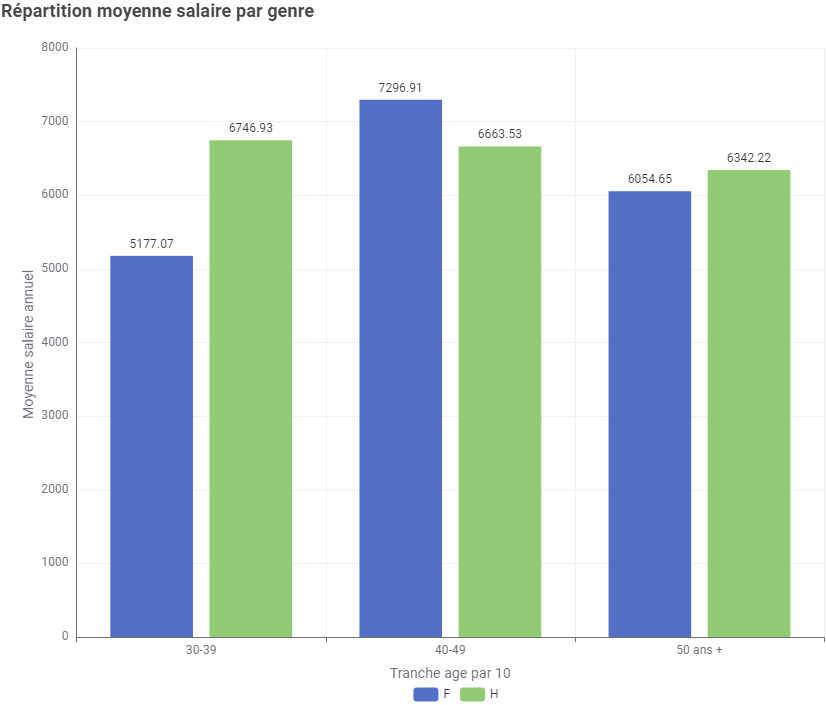 Répartition moyenne salaire par genre
8000
7000
6000
5000
4000
3000
2000
1000
0
Moyenne salaire annuel
5177.07
6746.93
7296.91
6663.53
6054.65
6342.22
30-39
40-49
50 ans +
Tranche age par 10
F
H